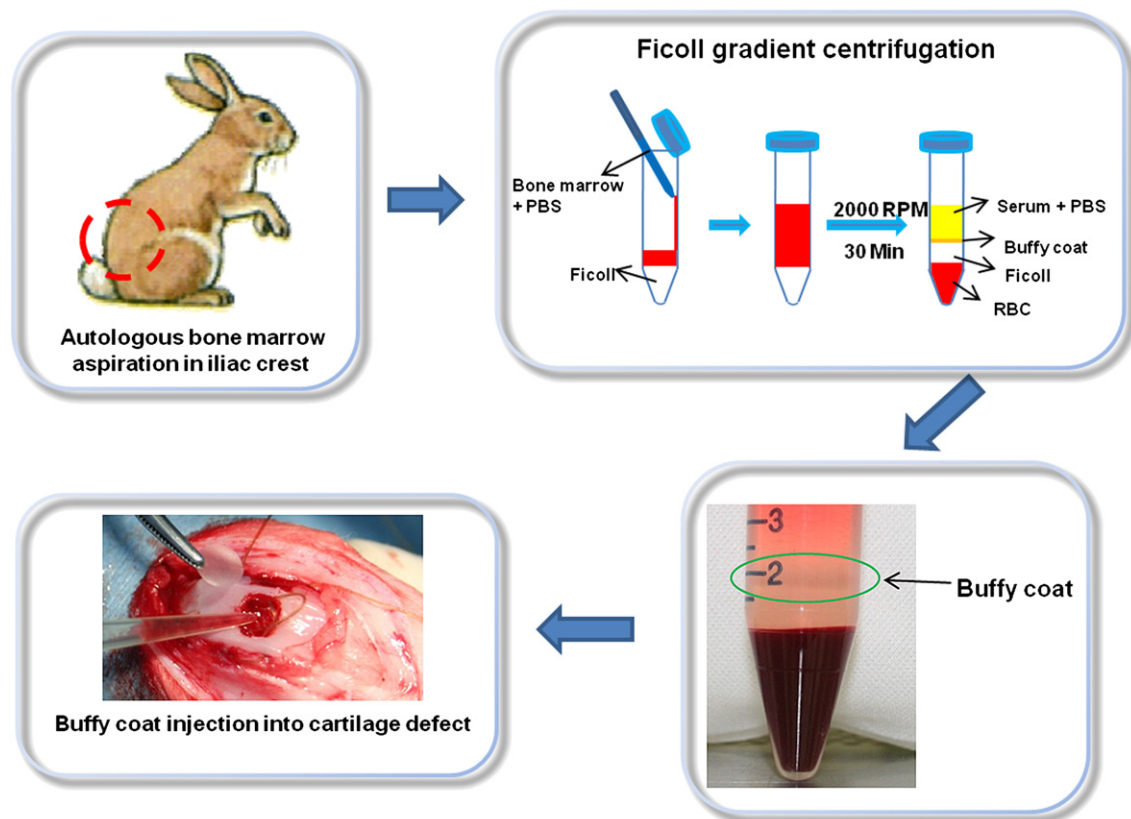 Ficoll gradient centrifugation
Bone marrow
+ PBS
Ficoll
2000 RPM
30 Min
Serum + PBS
Buffy coat
Ficoll
RBC
Autologous bone marrow
aspiration in iliac crest
3
2
Buffy coat
Buffy coat injection into cartilage defect